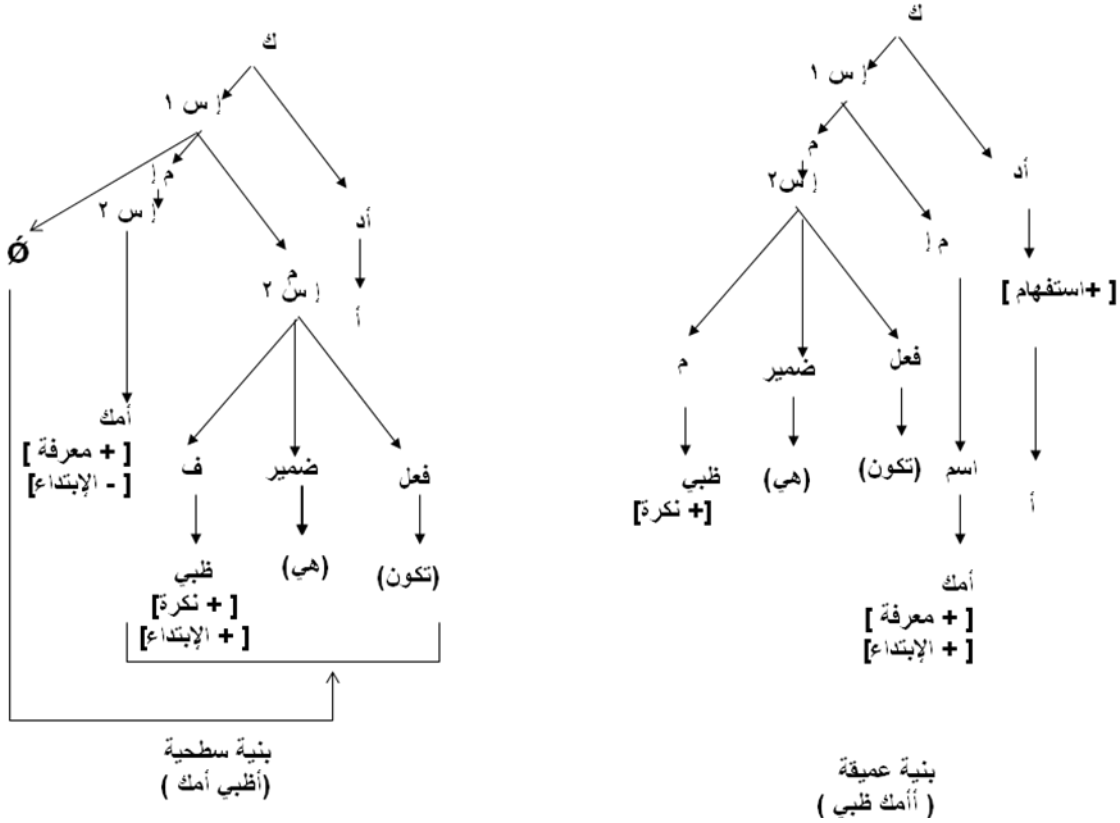 ك
إ س ١
م
إس٢
أد
م إ
[ +استفهام ]
فعل
ضمير
م
اسم
(تكون)
(هي)
ظبي
[+ نكرة]
أ
أمك
[ + معرفة ]
[ + الإبتداء]
بنية عميقة
( أأمك ظبي )
ك
إ س ١
م إ
إ س ٢
أد
Ǿ
م
إ س ٢
أ
أمك
[ + معرفة ]
[ - الإبتداء]
فعل
ضمير
ف
(تكون)
(هي)
ظبي
[ + نكرة]
[ + الإبتداء]
بنية سطحية
(أظبي أمك )